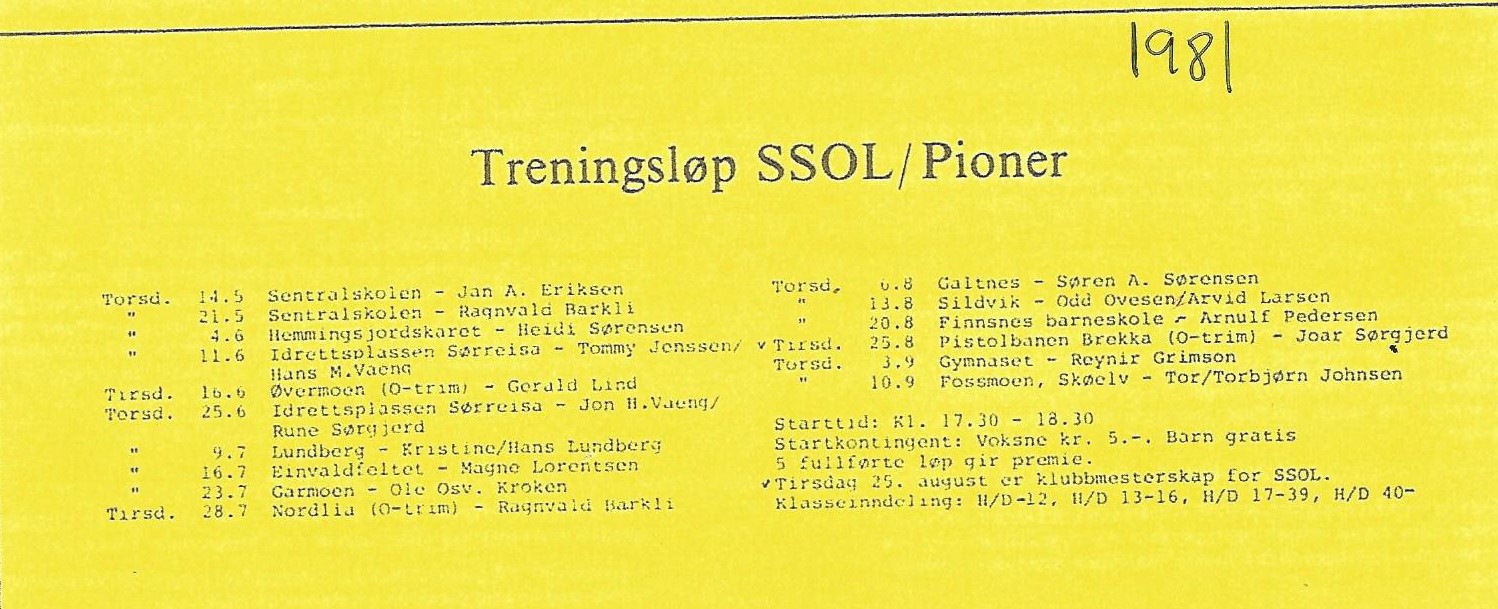 1981
Treningsløp SSOL/Pioner
Torsd. 14.5 Sentralskolen - Jan A. Eriksen
" 21.5 Sentralskolen - Ragnvald Barkli
" 4.6 Hemmingsjordskaret - Heidi Sørensen
" 11.6 Idrettsplassen Sørreisa - Tommy Jenssen/
Hans M.Vaeng
Tirsd. 16.6 Øvermoen (O-trim) - Gerald Lind
Torsd. 25.6 Idrettsplassen Sørreisa - Jon H.Vaeng/
Rune Sørgjerd
" 9.7 Lundberg - Kristine/Hans Lundberg
" 16.7 Einvaldfeltet - Magne Lorentsen
" 23.7 Garmoen - Ole Osv. Kroken
Tirsd. 28.7 Nordlia (O-trim) - Ragnvald Barkli
Torsd. 6.8 Galtnes - Søren A. Sørensen
" 13.8 Sildvik - Odd Ovesen/Arvid Larsen
" 20.8 Finnsnes barneskole - Arnulf Pedersen
v Tirsd. 25.8 Pistolbanen Brekka (O-trim) - Joar Sørgjerd
Torsd. 3.9 Gymnaset - Reynir Grimson
" 10.9 Fossmoen, Skøelv - Tor/Torbjørn Johnsen
Starttid: Kl. 17.30 - 18.30
Startkontingent: Voksne kr. 5.-. Barn gratis
5 fullførte løp gir premie.
v Tirsdag 25. august er klubbmesterskap for SSOL.
Klasseinndeling: H/D-12, H/D 13-16, H/D 17-39, H/D 40-